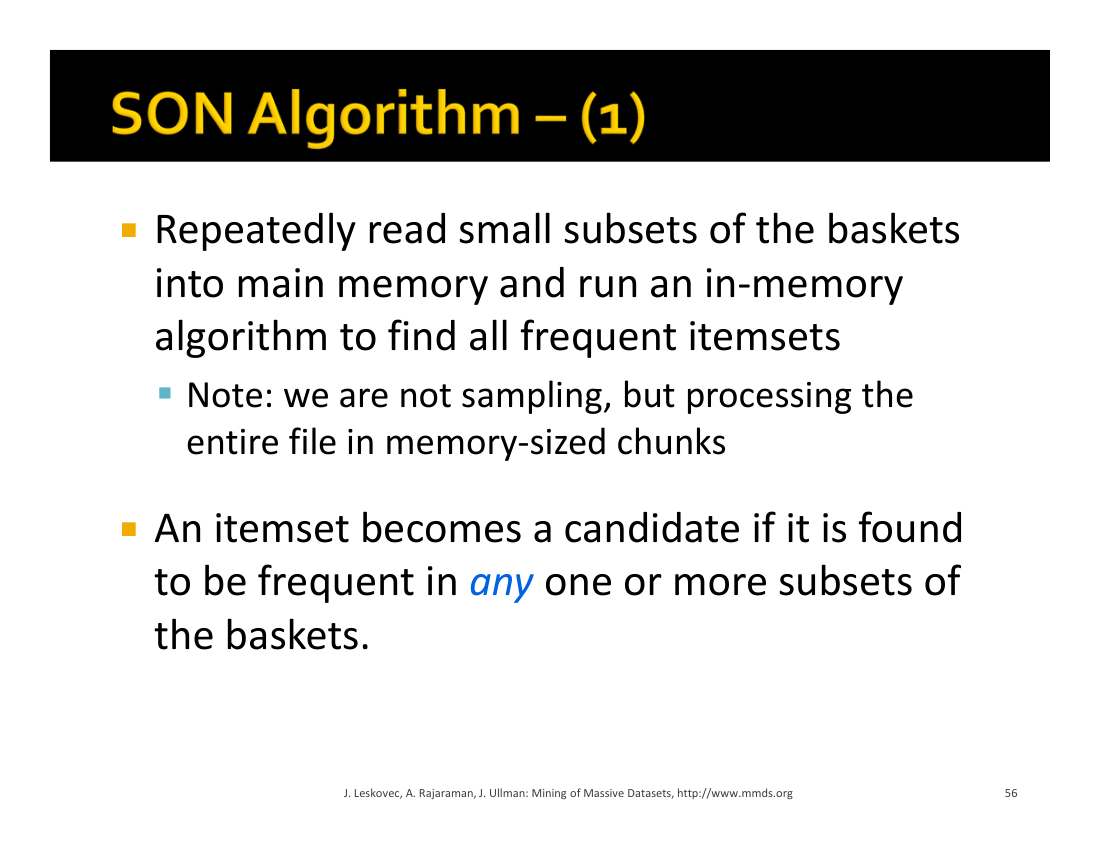 SON Algorithm – (1)
Repeatedly read small subsets of the baskets
into main memory and run an in-memory
algorithm to find all frequent itemsets
Note: we are not sampling, but processing the
entire file in memory-sized chunks
An itemset becomes a candidate if it is found
to be frequent in any one or more subsets of
the baskets.
J. Leskovec, A. Rajaraman, J. Ullman: Mining of Massive Datasets, http://www.mmds.org
56